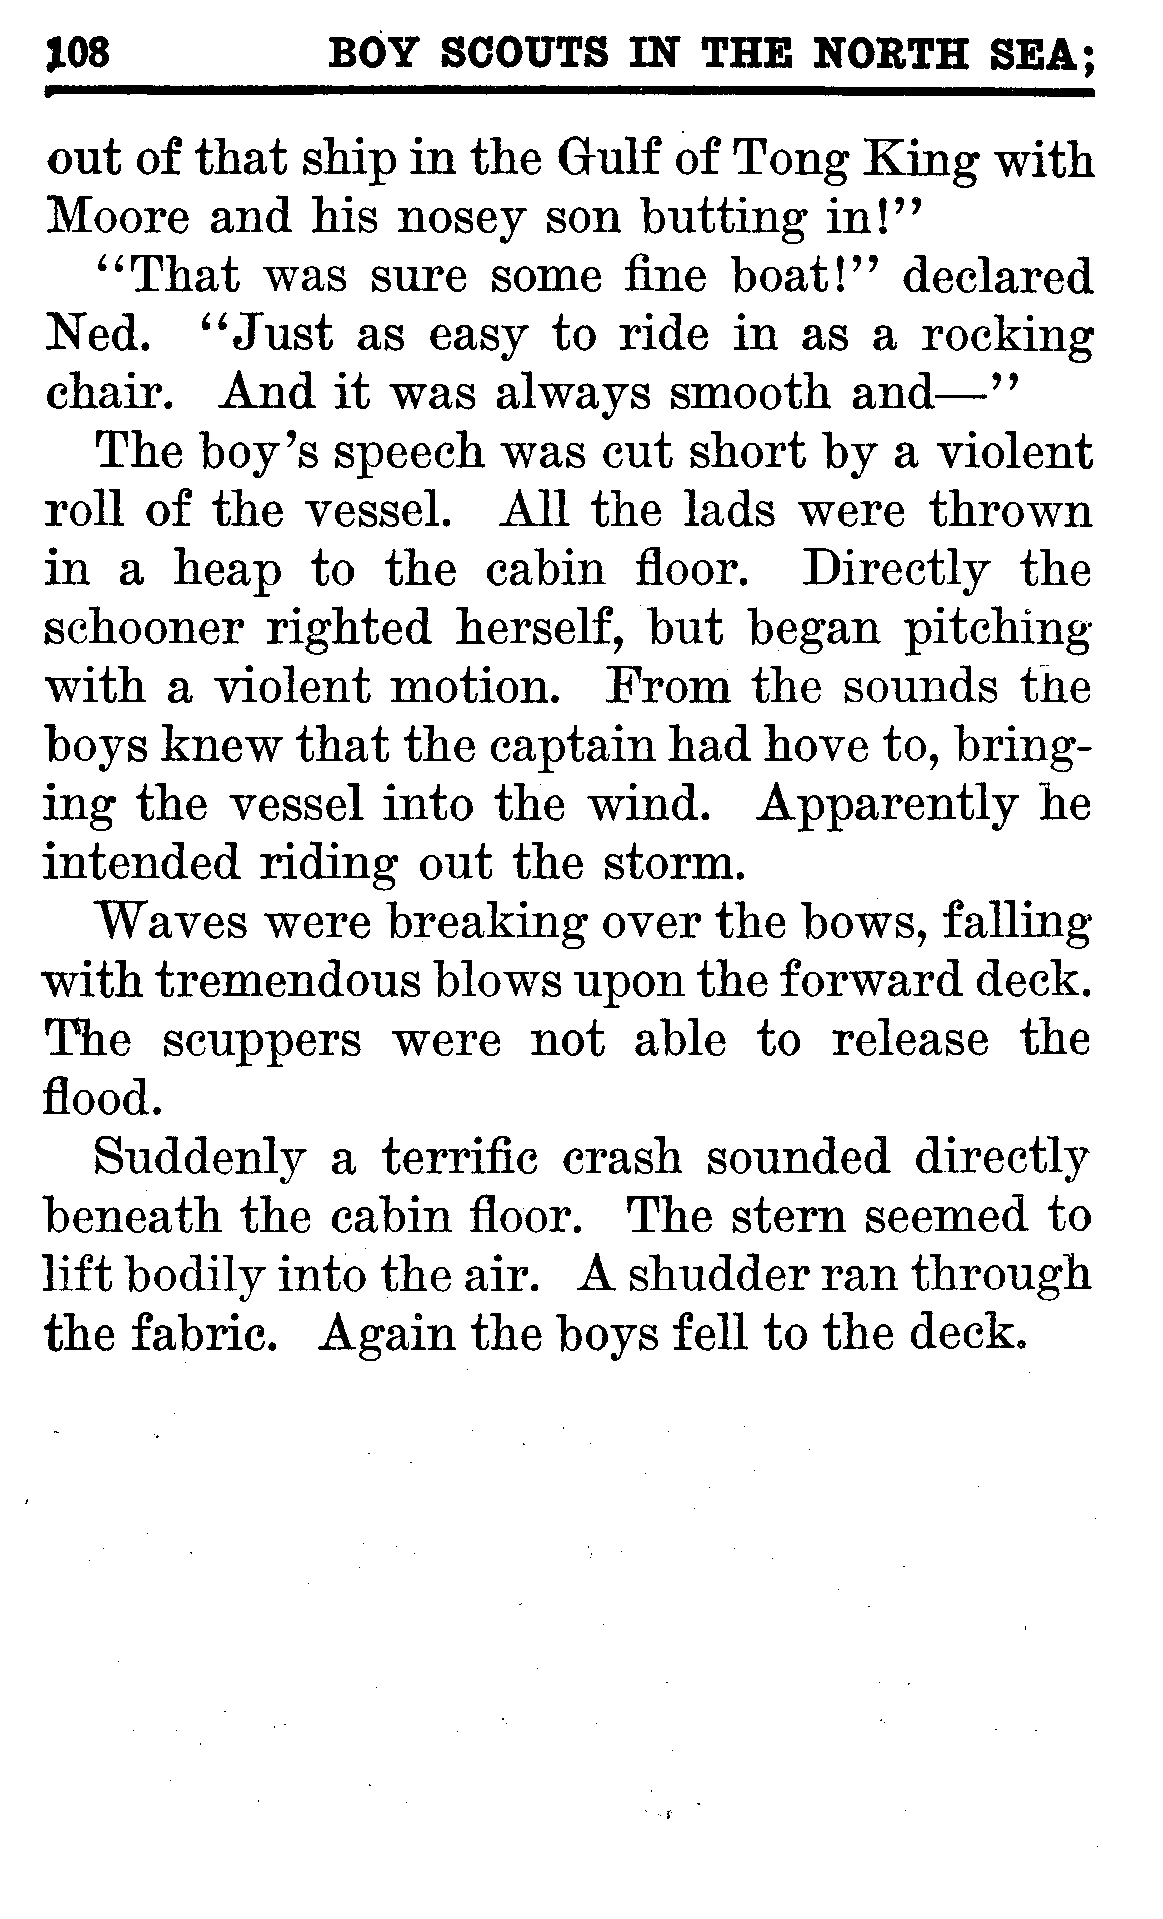 108 BOY SCOUTS IN THE NORTH SEA;
out of that ship in the Gulf of Tong King with
Moore and his nosey son butting in!”
“That was sure some fine boat!” declared
Ned. “Just as easy to ride in as a rocking
chair. And it was always smooth and—”
The boy’s speech was cut short by a violent
roll of the vessel. All the lads were thrown
in a heap to the cabin floor. Directly the
schooner righted herself, but began pitching
with a violent motion. From the sounds the
boys knew that the captain had hove to, bring-
ing the vessel into the wind. Apparently he
intended riding out the storm.
Waves were breaking over the bows, falling
with tremendous blows upon the forward deck.
The scuppers were not able to release the
flood.
Suddenly a terrific crash sounded directly
beneath the cabin floor. The stern seemed to
lift bodily into the air. A shudder ran through
the fabric. Again the boys fell to the deck.